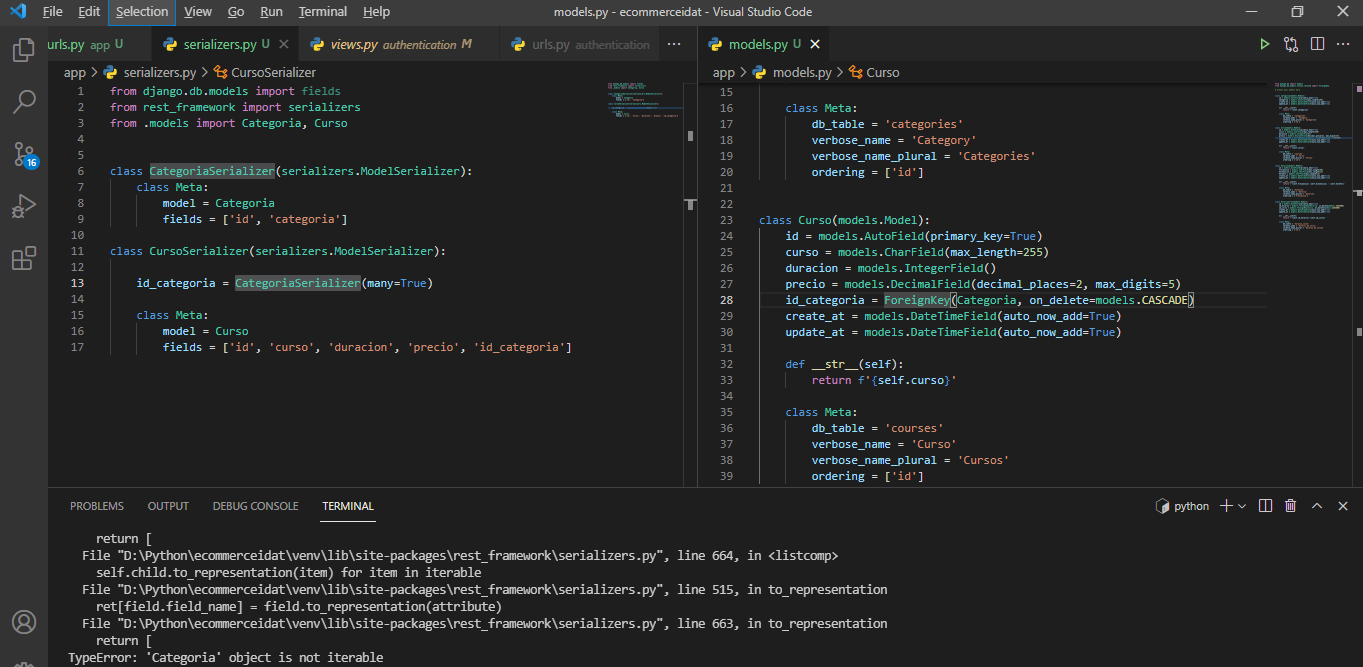 File Edit Selection View Go Run Terminal Help models.py - ecommerceidat - Visual Studio Code
urls.py app U serializers.py U views.py authentication M urls.py authentication ... models.py U
app > serializers.py > CursoSerializer
1 from django.db.models import fields
2 from rest_framework import serializers
3 from .models import Categoria, Curso
4
5
6 class CategoriaSerializer(serializers.ModelSerializer):
7 class Meta:
8 model = Categoria
9 fields = ['id', 'categoria']
10
11 class CursoSerializer(serializers.ModelSerializer):
12
13 id_categoria = CategoriaSerializer(many=True)
14
15 class Meta:
16 model = Curso
17 fields = ['id', 'curso', 'duracion', 'precio', 'id_categoria']
app > models.py > Curso
15
16 class Meta:
17 db_table = 'categories'
18 verbose_name = 'Category'
19 verbose_name_plural = 'Categories'
20 ordering = ['id']
21
22
23 class Curso(models.Model):
24 id = models.AutoField(primary_key=True)
25 curso = models.CharField(max_length=255)
26 duracion = models.IntegerField()
27 precio = models.DecimalField(decimal_places=2, max_digits=5)
28 id_categoria = ForeignKey(Categoria, on_delete=models.CASCADE)
29 create_at = models.DateTimeField(auto_now_add=True)
30 update_at = models.DateTimeField(auto_now_add=True)
31
32 def __str__(self):
33 return f'{self.curso}'
34
35 class Meta:
36 db_table = 'courses'
37 verbose_name = 'Curso'
38 verbose_name_plural = 'Cursos'
39 ordering = ['id']
16
PROBLEMS OUTPUT DEBUG CONSOLE TERMINAL python
return [
File "D:\Python\ecommerceidat\venv\lib\site-packages\rest_framework\serializers.py", line 664, in <listcomp>
self.child.to_representation(item) for item in iterable
File "D:\Python\ecommerceidat\venv\lib\site-packages\rest_framework\serializers.py", line 515, in to_representation
ret[field.field_name] = field.to_representation(attribute)
File "D:\Python\ecommerceidat\venv\lib\site-packages\rest_framework\serializers.py", line 663, in to_representation
return [
TypeError: 'Categoria' object is not iterable